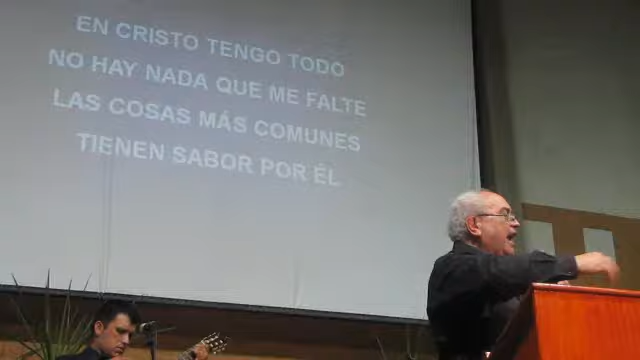 EN CRISTO TENGO TODO
NO HAY NADA QUE ME FALTE
LAS COSAS MÁS COMUNES
TIENEN SABOR POR ÉL